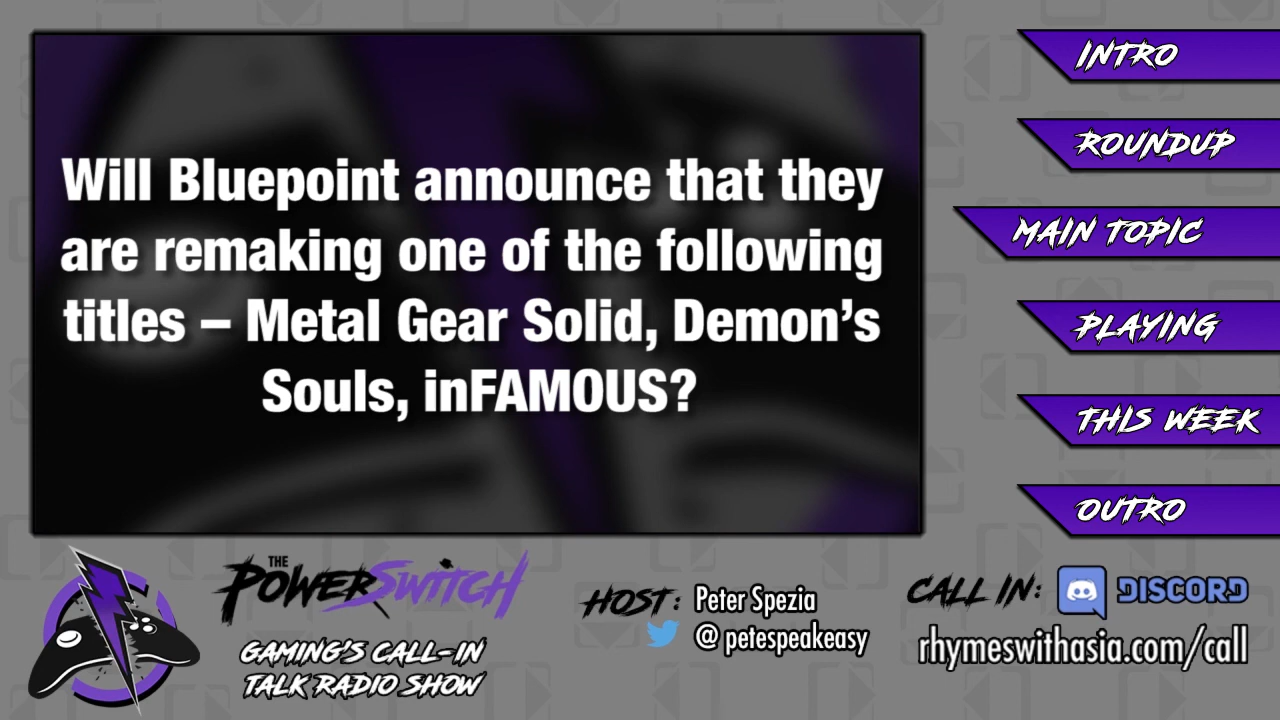 Will Bluepoint announce that they
are remaking one of the following
titles – Metal Gear Solid, Demon’s
Souls, inFAMOUS?
INTRO
ROUNDUP
MAIN TOPIC
PLAYING
THIS WEEK
OUTRO
THE
POWERSWITCH
GAMING'S CALL-IN
TALK RADIO SHOW
HOST: Peter Spezia
@petespeakeasy
CALL IN: DISCORD
rhymeswithasia.com/call